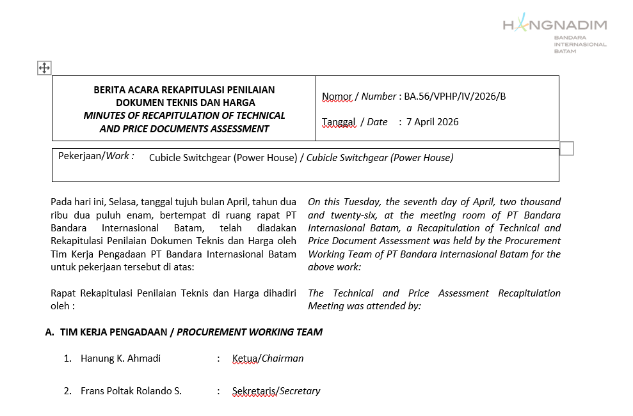 HANGNADIM
BANDARA
INTERNASIONAL
BATAM
BERITA ACARA REKAPITULASI PENILAIAN
DOKUMEN TEKNIS DAN HARGA
MINUTES OF RECAPITULATION OF TECHNICAL
AND PRICE DOCUMENTS ASSESSMENT
Nomor / Number : BA.56/VPHP/IV/2026/B
Tanggal / Date : 7 April 2026
Pekerjaan/Work : Cubicle Switchgear (Power House) / Cubicle Switchgear (Power House)
Pada hari ini, Selasa, tanggal tujuh bulan April, tahun dua
ribu dua puluh enam, bertempat di ruang rapat PT
Bandara Internasional Batam, telah diadakan
Rekapitulasi Penilaian Dokumen Teknis dan Harga oleh
Tim Kerja Pengadaan PT Bandara Internasional Batam
untuk pekerjaan tersebut di atas:
On this Tuesday, the seventh day of April, two thousand
and twenty-six, at the meeting room of PT Bandara
Internasional Batam, a Recapitulation of Technical and
Price Document Assessment was held by the Procurement
Working Team of PT Bandara Internasional Batam for the
above work:
Rapat Rekapitulasi Penilaian Teknis dan Harga dihadiri
oleh :
The Technical and Price Assessment Recapitulation
Meeting was attended by:
A. TIM KERJA PENGADAAN / PROCUREMENT WORKING TEAM
1. Hanung K. Ahmadi : Ketua/Chairman
2. Frans Poltak Rolando S. : Sekretaris/Secretary